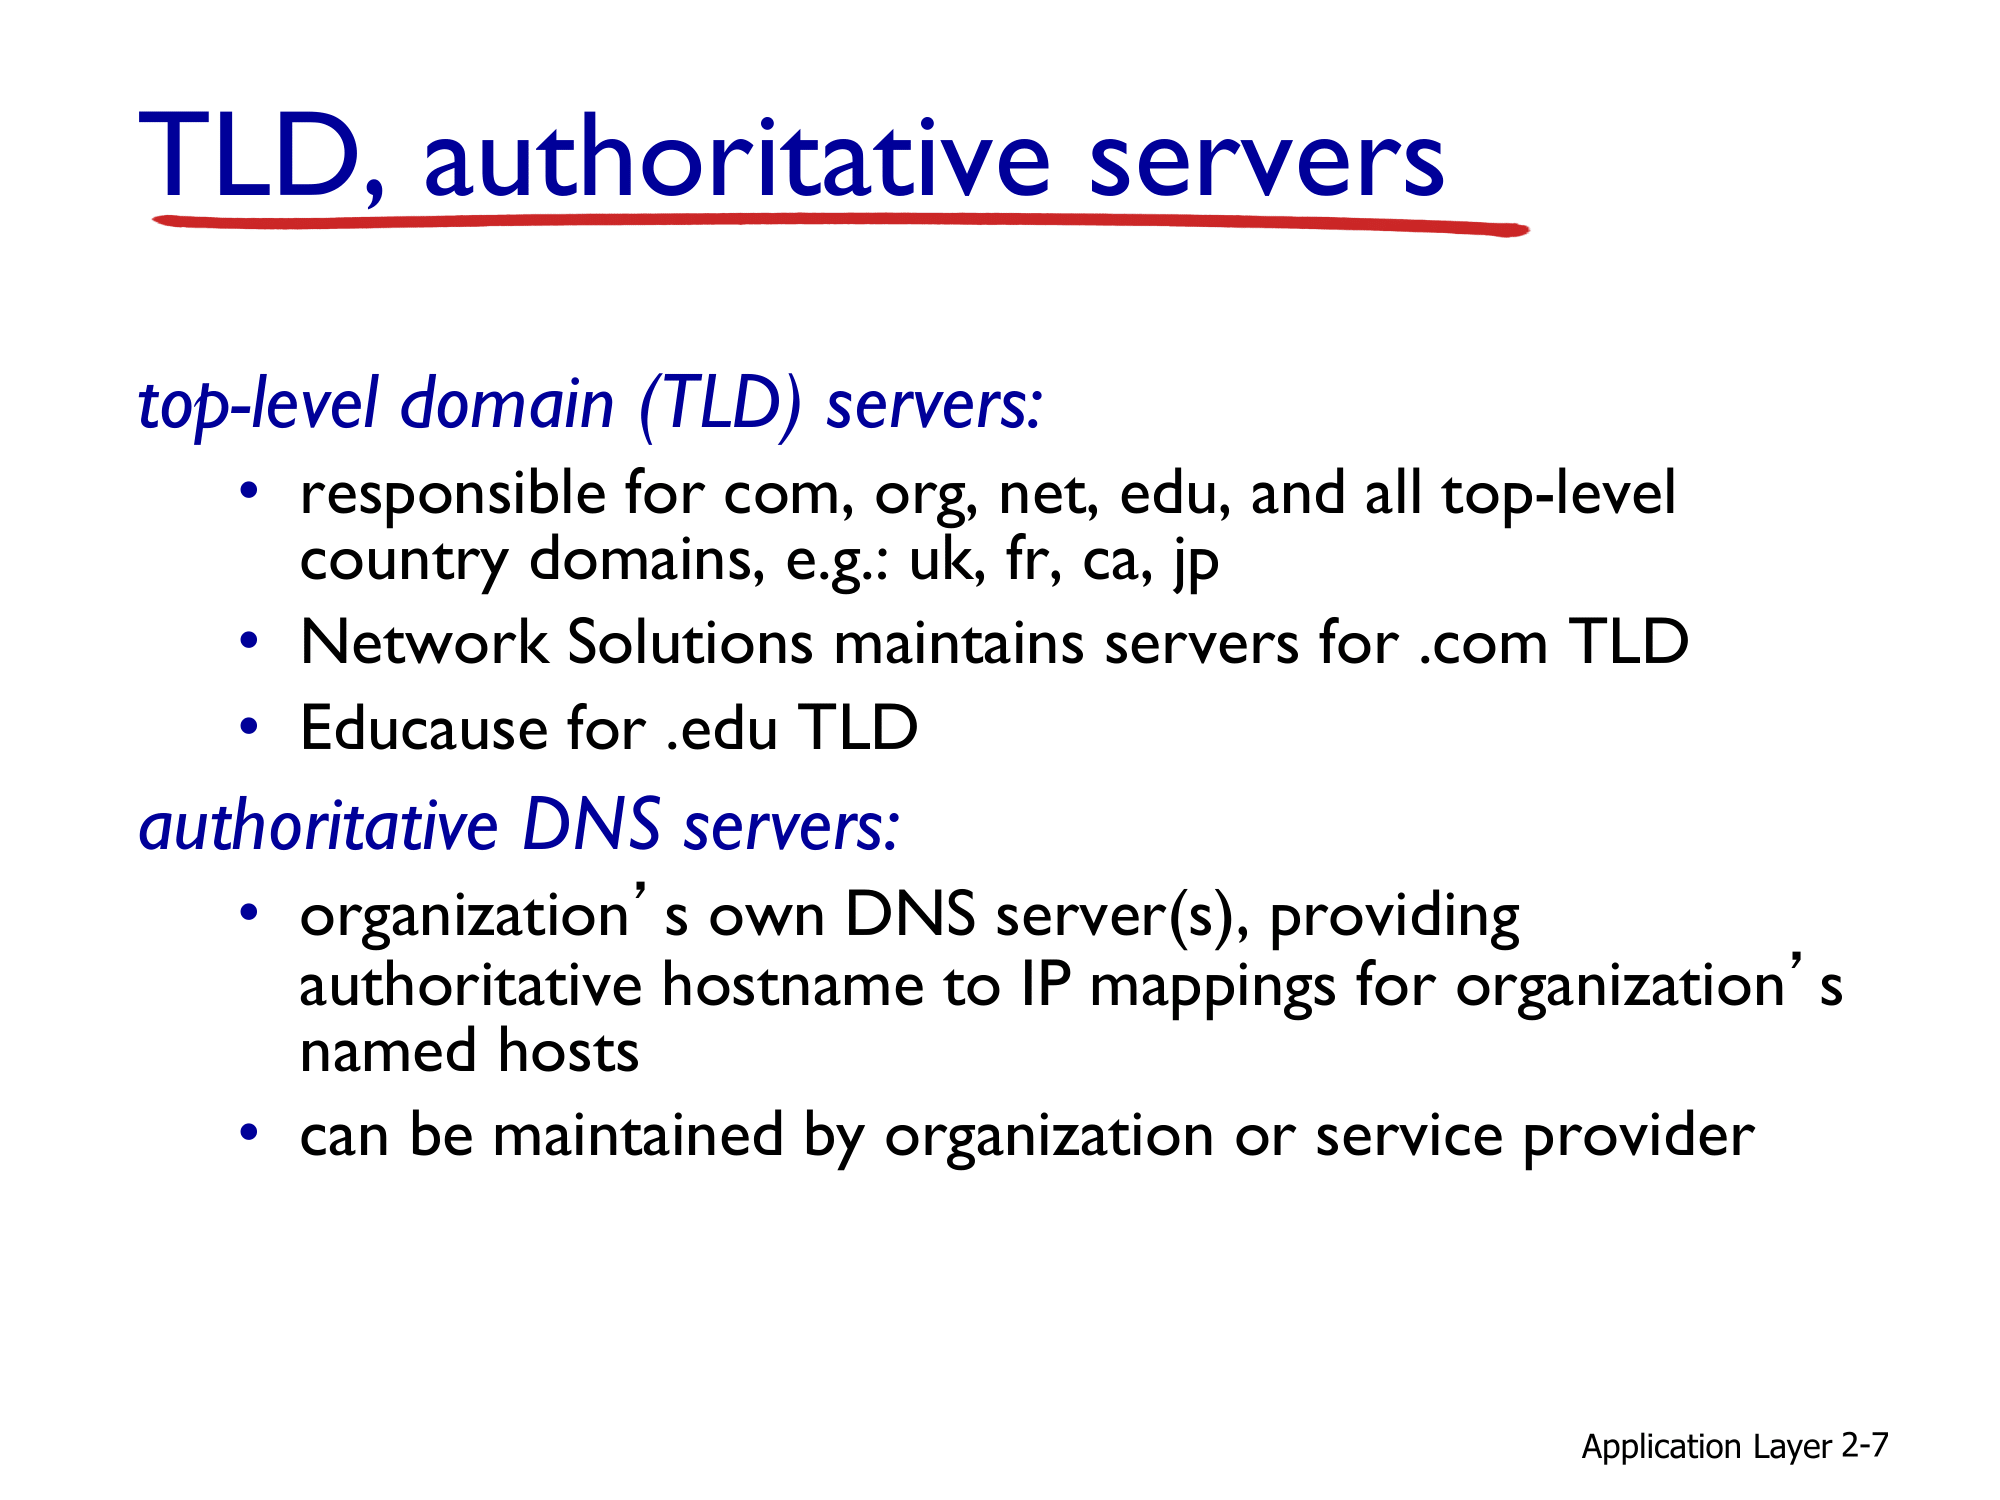 TLD, authoritative servers
top-level domain (TLD) servers:
• responsible for com, org, net, edu, and all top-level
country domains, e.g.: uk, fr, ca, jp
• Network Solutions maintains servers for .com TLD
• Educause for .edu TLD
authoritative DNS servers:
• organization’s own DNS server(s), providing
authoritative hostname to IP mappings for organization’s
named hosts
• can be maintained by organization or service provider
Application Layer 2-7